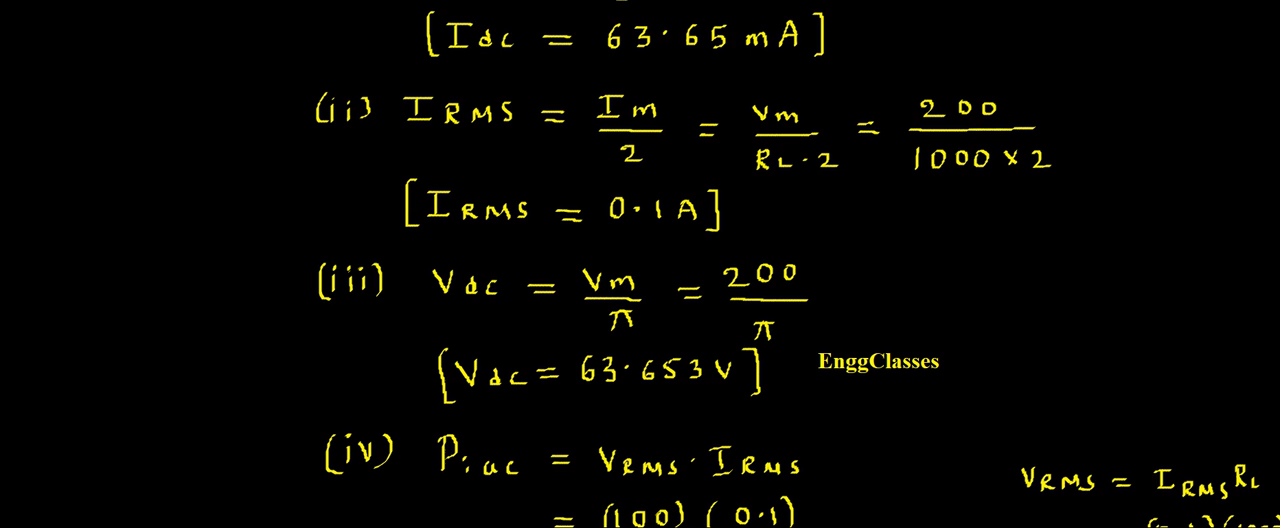 [Idc = 63.65 mA]
(ii) IRMS = Im/2 = Vm/RL.2 = 200/1000×2
[IRMS = 0.1A]
(iii) Vdc = Vm/π = 200/π
[Vdc = 63.653V]
EnggClasses
(iv) Pi ac = VRMS . IRMS
VRMS = IRMS RL
= (100) (0.1)